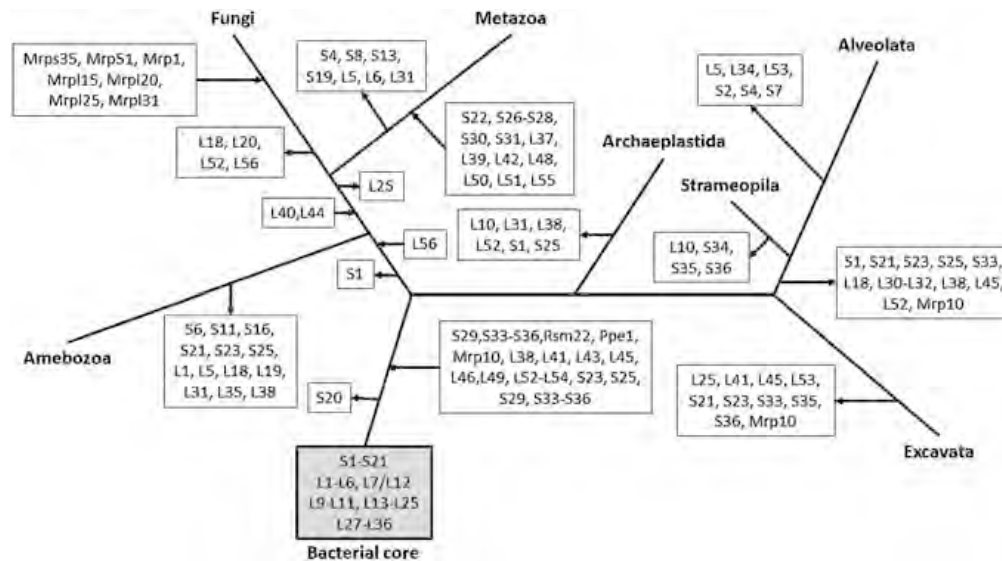 Fungi
Metazoa
Alveolata
Mrps35, Mrp51, Mrp1,
Mrpl15, Mrpl20,
Mrpl25, Mrpl31
S4, S8, S13,
S19, L5, L6, L31
L5, L34, L53,
S2, S4, S7
S22, S26-S28,
S30, S31, L37,
L39, L42, L48,
L50, L51, L55
L18, L20,
L52, L56
Archaeplastida
L25
Strameopila
L40,L44
L10, L31, L38,
L52, S1, S25
L56
L10, S34,
S35, S36
S1
S1, S21, S23, S25, S33,
L18, L30-L32, L38, L45,
L52, Mrp10
Amebozoa
S6, S11, S16,
S21, S23, S25,
L1, L5, L18, L19,
L31, L35, L38
S29,S33-S36,Rsm22, Ppe1,
Mrp10, L38, L41, L43, L45,
L46,L49, L52-L54, S23, S25,
S29, S33-S36
S20
L25, L41, L45, L53,
S21, S23, S33, S35,
S36, Mrp10
Excavata
S1-S21
L1-L6, L7/L12
L9-L11, L13-L25
L27-L36
Bacterial core